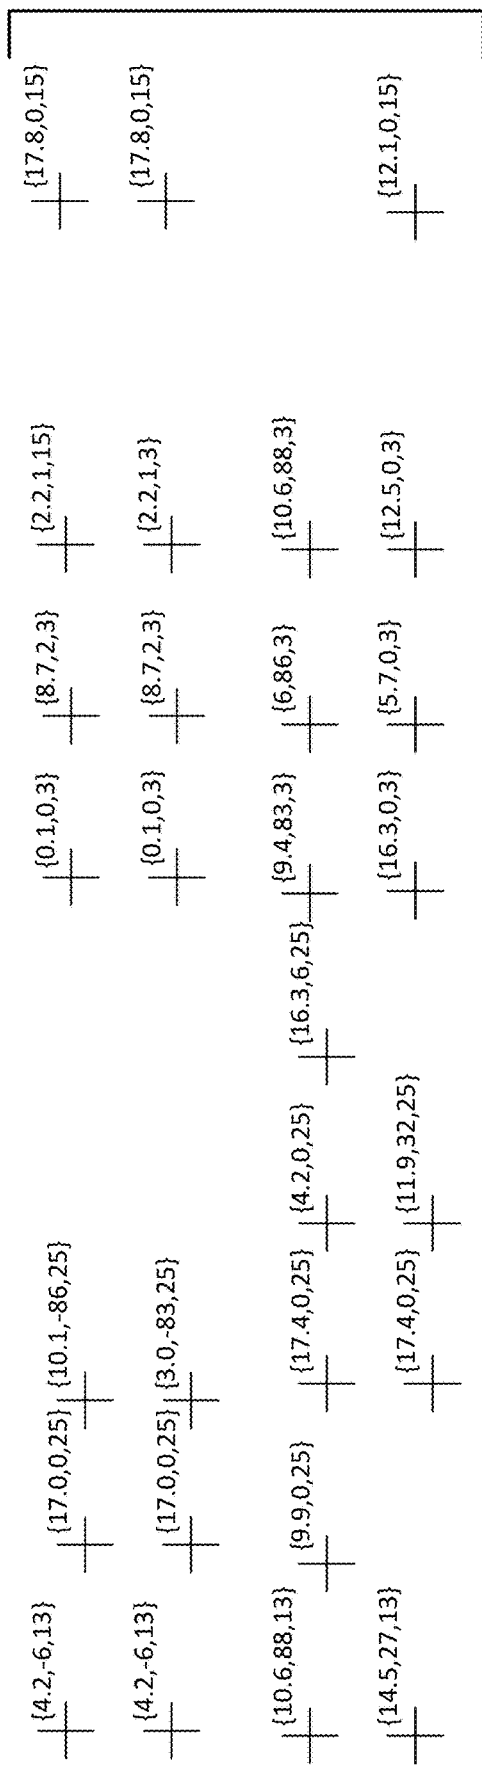 {4.2,-6,13} {17.0,0,25} {10.1,-86,25} {0.1,0,3} {8.7,2,3} {2.2,1,15} {17.8,0,15}
{4.2,-6,13} {17.0,0,25} {3.0,-83,25} {0.1,0,3} {8.7,2,3} {2.2,1,3} {17.8,0,15}
{10.6,88,13} {9.9,0,25} {17.4,0,25} {4.2,0,25} {16.3,6,25} {9.4,83,3} {6,86,3} {10.6,88,3}
{14.5,27,13} {17.4,0,25} {11.9,32,25} {16.3,0,3} {5.7,0,3} {12.5,0,3} {12.1,0,15}